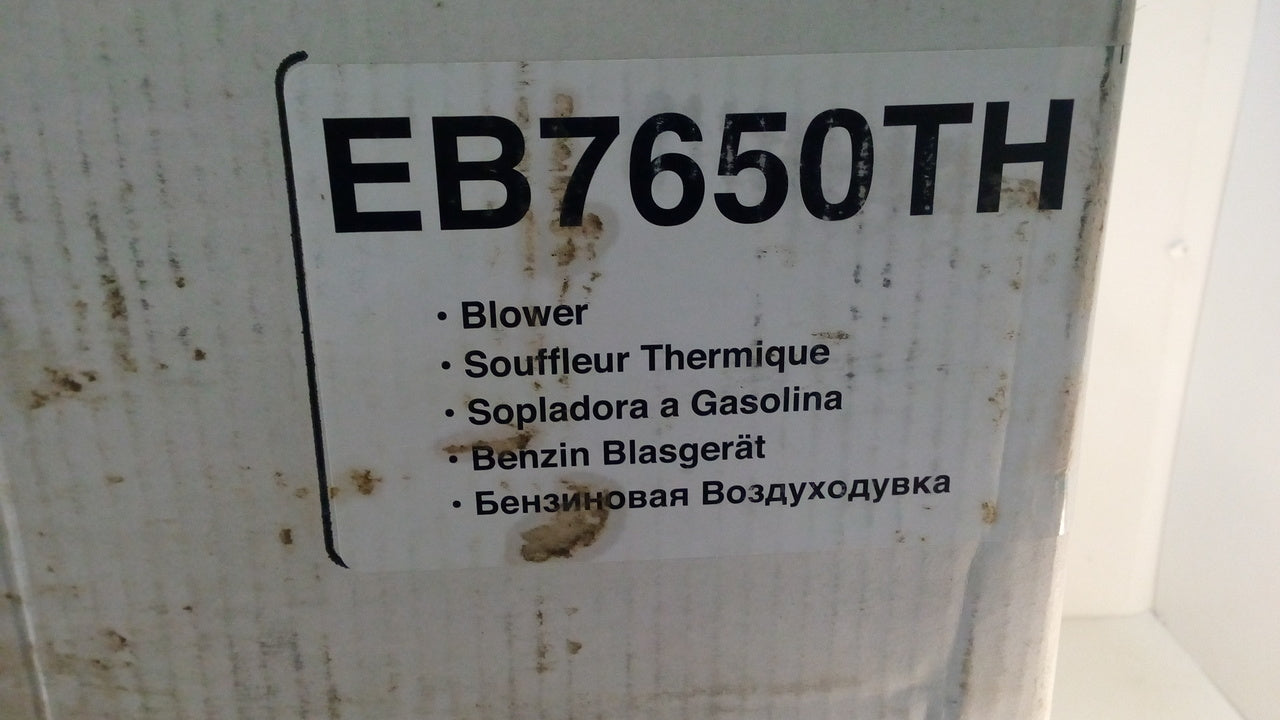 EB7650TH
• Blower
• Souffleur Thermique
• Sopladora a Gasolina
• Benzin Blasgerät
• Бензиновая Воздуходувка